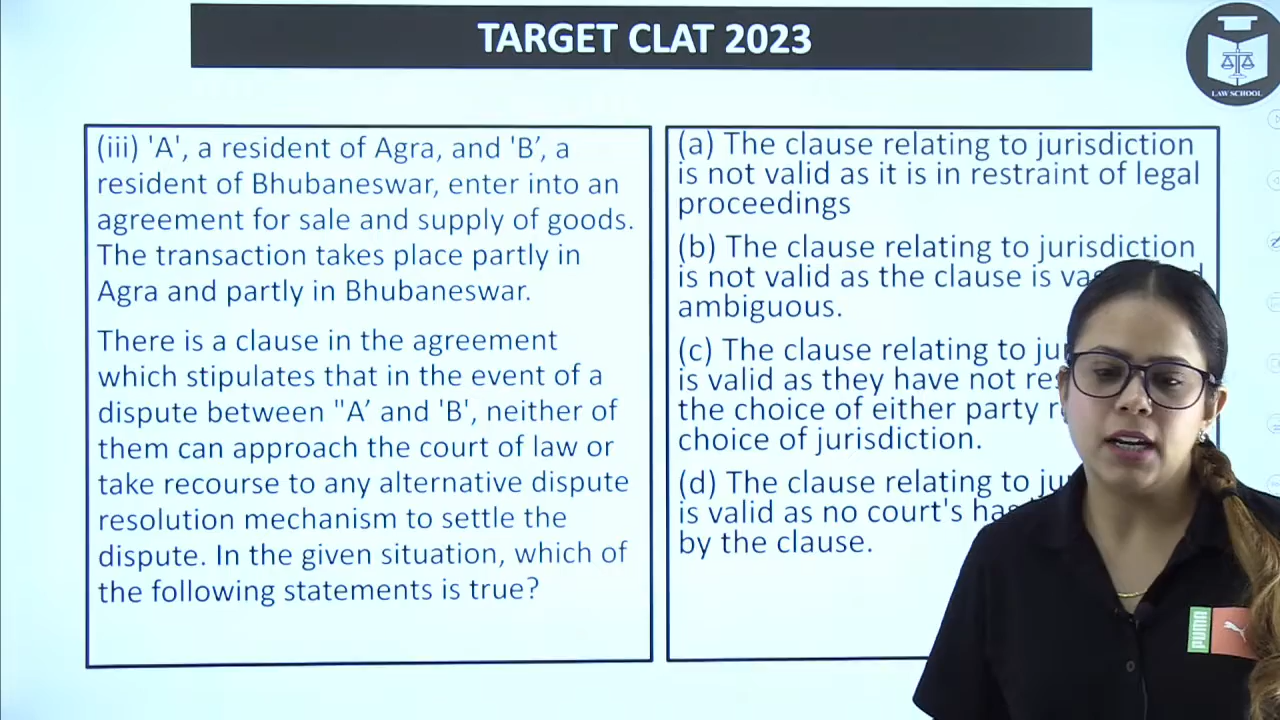 TARGET CLAT 2023
LAW SCHOOL
(iii) 'A', a resident of Agra, and 'B’, a
resident of Bhubaneswar, enter into an
agreement for sale and supply of goods.
The transaction takes place partly in
Agra and partly in Bhubaneswar.
There is a clause in the agreement
which stipulates that in the event of a
dispute between "A’ and 'B', neither of
them can approach the court of law or
take recourse to any alternative dispute
resolution mechanism to settle the
dispute. In the given situation, which of
the following statements is true?
(a) The clause relating to jurisdiction
is not valid as it is in restraint of legal
proceedings
(b) The clause relating to jurisdiction
is not valid as the clause is
ambiguous.
(c) The clause relating to
is valid as they have not
the choice of either party
choice of jurisdiction.
(d) The clause relating to
is valid as no court's
by the clause.
PUMA